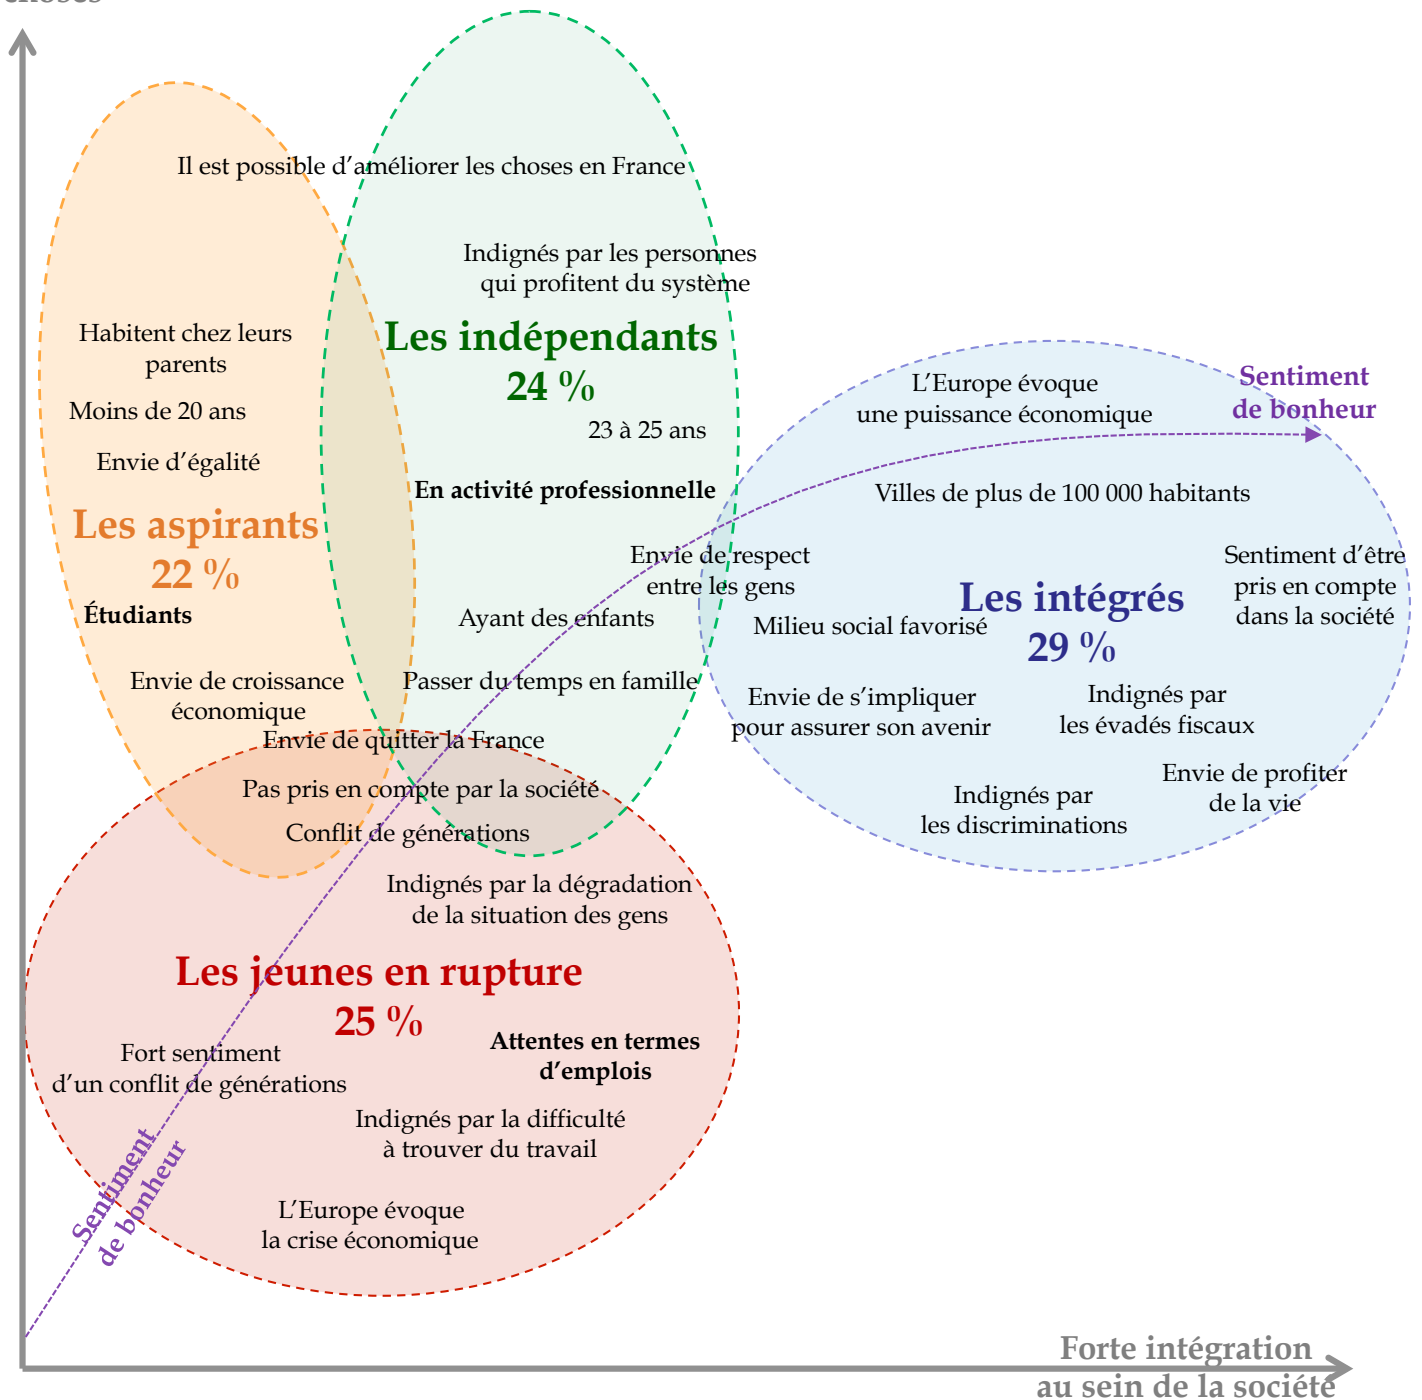 choses
Il est possible d’améliorer les choses en France
Indignés par les personnes
qui profitent du système
Habitent chez leurs
parents
Moins de 20 ans
Envie d’égalité
Les aspirants
22 %
Étudiants
Envie de croissance
économique
Les indépendants
24 %
23 à 25 ans
En activité professionnelle
Envie de respect
entre les gens
Ayant des enfants
Passer du temps en famille
L’Europe évoque
une puissance économique
Sentiment
de bonheur
Villes de plus de 100 000 habitants
Sentiment d’être
pris en compte
dans la société
Les intégrés
29 %
Milieu social favorisé
Envie de s’impliquer
pour assurer son avenir
Indignés par
les évadés fiscaux
Envie de profiter
de la vie
Indignés par
les discriminations
Envie de quitter la France
Pas pris en compte par la société
Conflit de générations
Indignés par la dégradation
de la situation des gens
Les jeunes en rupture
25 %
Attentes en termes
d’emplois
Fort sentiment
d’un conflit de générations
Indignés par la difficulté
à trouver du travail
Sentiment
de bonheur
L’Europe évoque
la crise économique
Forte intégration
au sein de la société